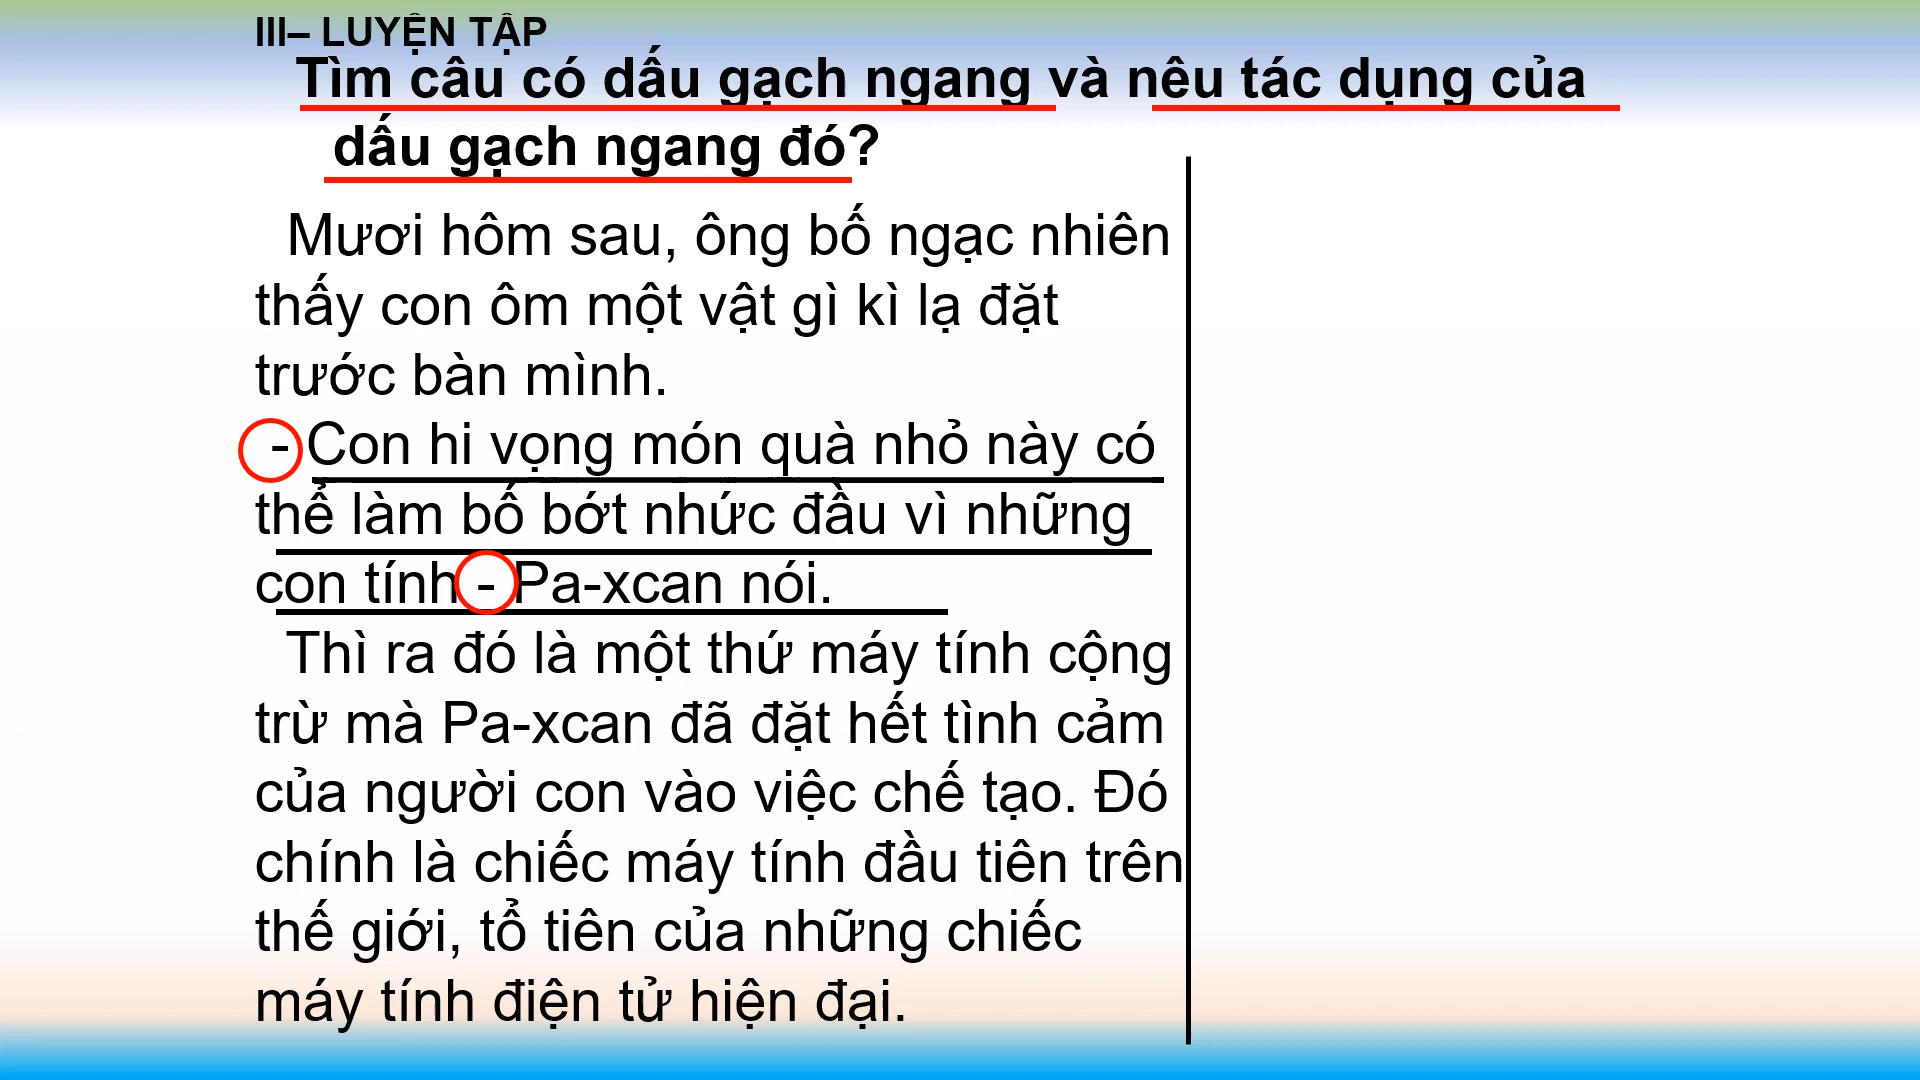 III– LUYỆN TẬP
Tìm câu có dấu gạch ngang và nêu tác dụng của
dấu gạch ngang đó?
Mươi hôm sau, ông bố ngạc nhiên
thấy con ôm một vật gì kì lạ đặt
trước bàn mình.
- Con hi vọng món quà nhỏ này có
thể làm bố bớt nhức đầu vì những
con tính - Pa-xcan nói.
Thì ra đó là một thứ máy tính cộng
trừ mà Pa-xcan đã đặt hết tình cảm
của người con vào việc chế tạo. Đó
chính là chiếc máy tính đầu tiên trên
thế giới, tổ tiên của những chiếc
máy tính điện tử hiện đại.